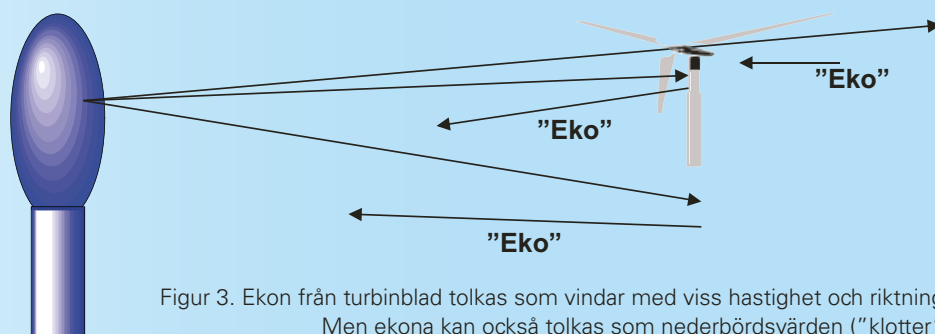 ”Eko”
”Eko”
”Eko”
Figur 3. Ekon från turbinblad tolkas som vindar med viss hastighet och riktning
Men ekona kan också tolkas som nederbördsvärden (”klotter